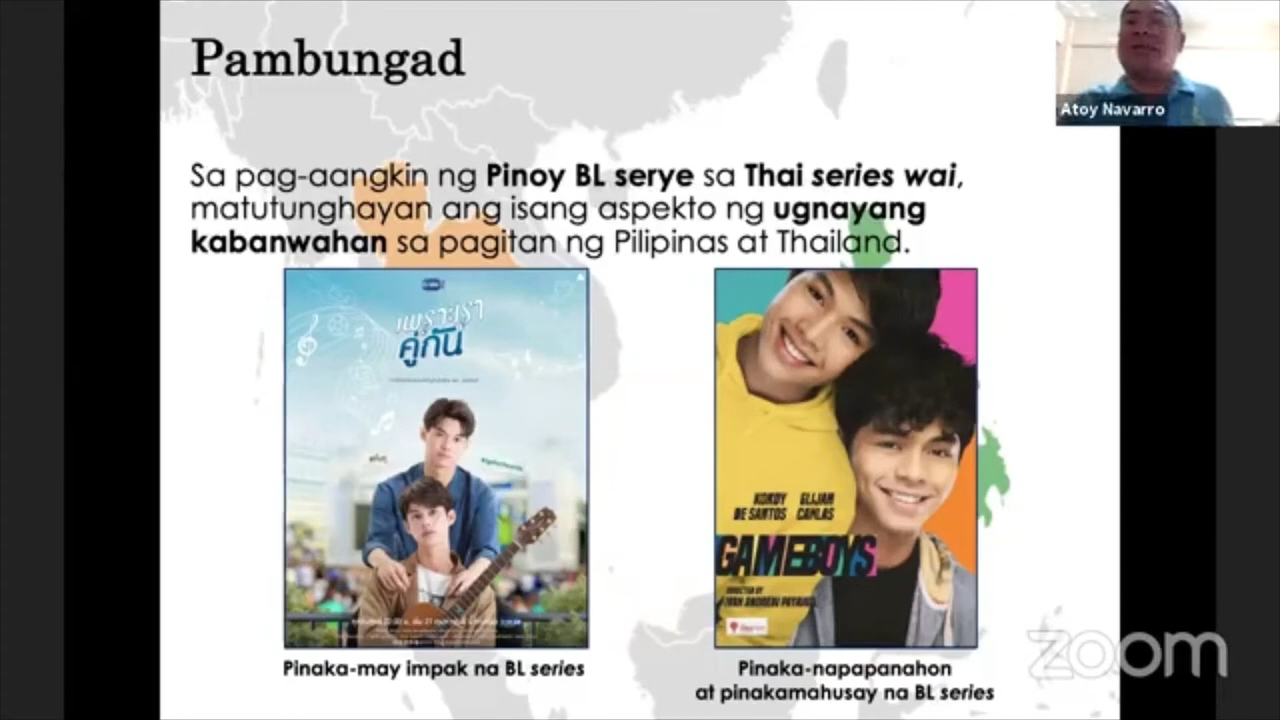 Pambungad
Atoy Navarro
Sa pag-aangkin ng Pinoy BL serye sa Thai series wai,
matutunghayan ang isang aspekto ng ugnayang
kabanwahan sa pagitan ng Pilipinas at Thailand.
เพราะเรา
คู่กัน
KOKOY ELIJAH
DE SANTOS CANLAS
GAMEBOYS
DIRECTED BY
Pinaka-may impak na BL series
Pinaka-napapanahon
at pinakamahusay na BL series
zoom